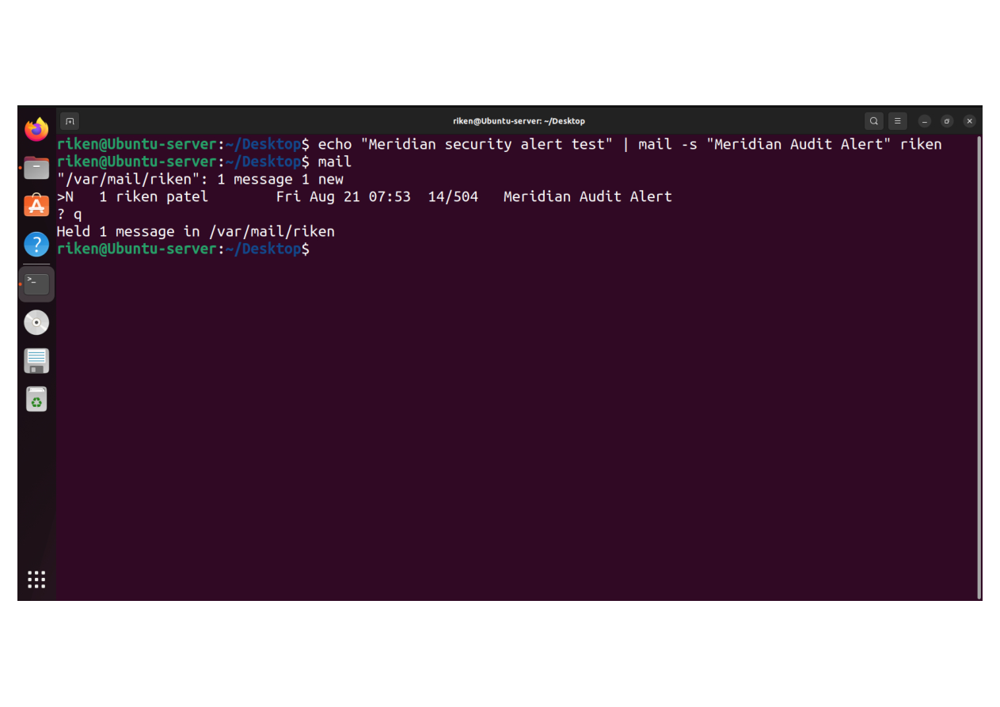 riken@Ubuntu-server: ~/Desktop
riken@Ubuntu-server:~/Desktop$ echo "Meridian security alert test" | mail -s "Meridian Audit Alert" riken
riken@Ubuntu-server:~/Desktop$ mail
"/var/mail/riken": 1 message 1 new
>N   1 riken patel        Fri Aug 21 07:53  14/504   Meridian Audit Alert
? q
Held 1 message in /var/mail/riken
riken@Ubuntu-server:~/Desktop$